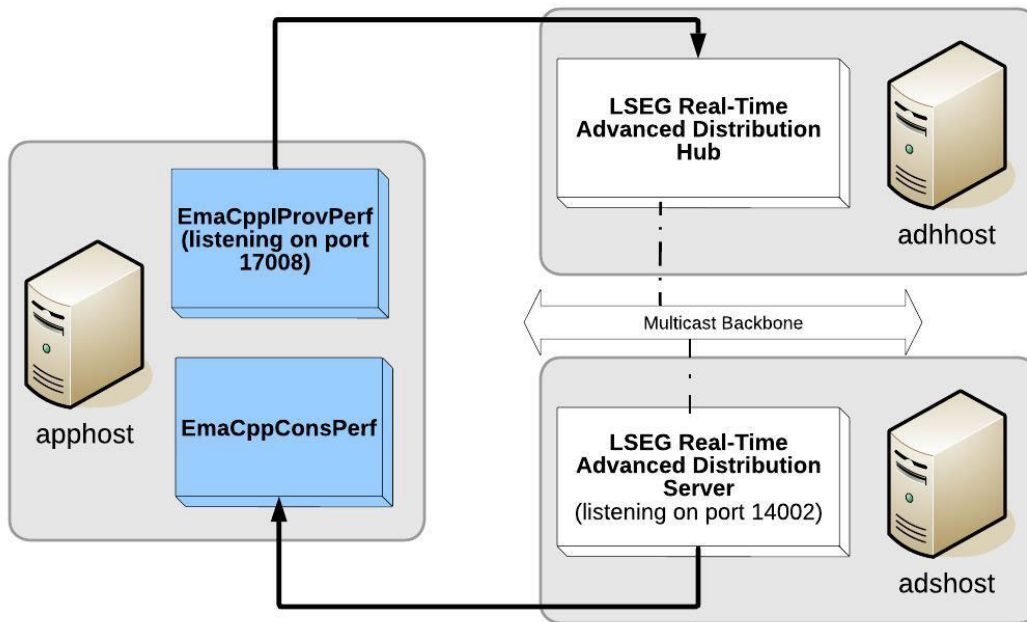 LSEG Real-Time
Advanced Distribution
Hub
adhhost
EmaCppIProvPerf
(listening on port
17008)
Multicast Backbone
EmaCppConsPerf
apphost
LSEG Real-Time
Advanced Distribution
Server
(listening on port 14002)
adshost